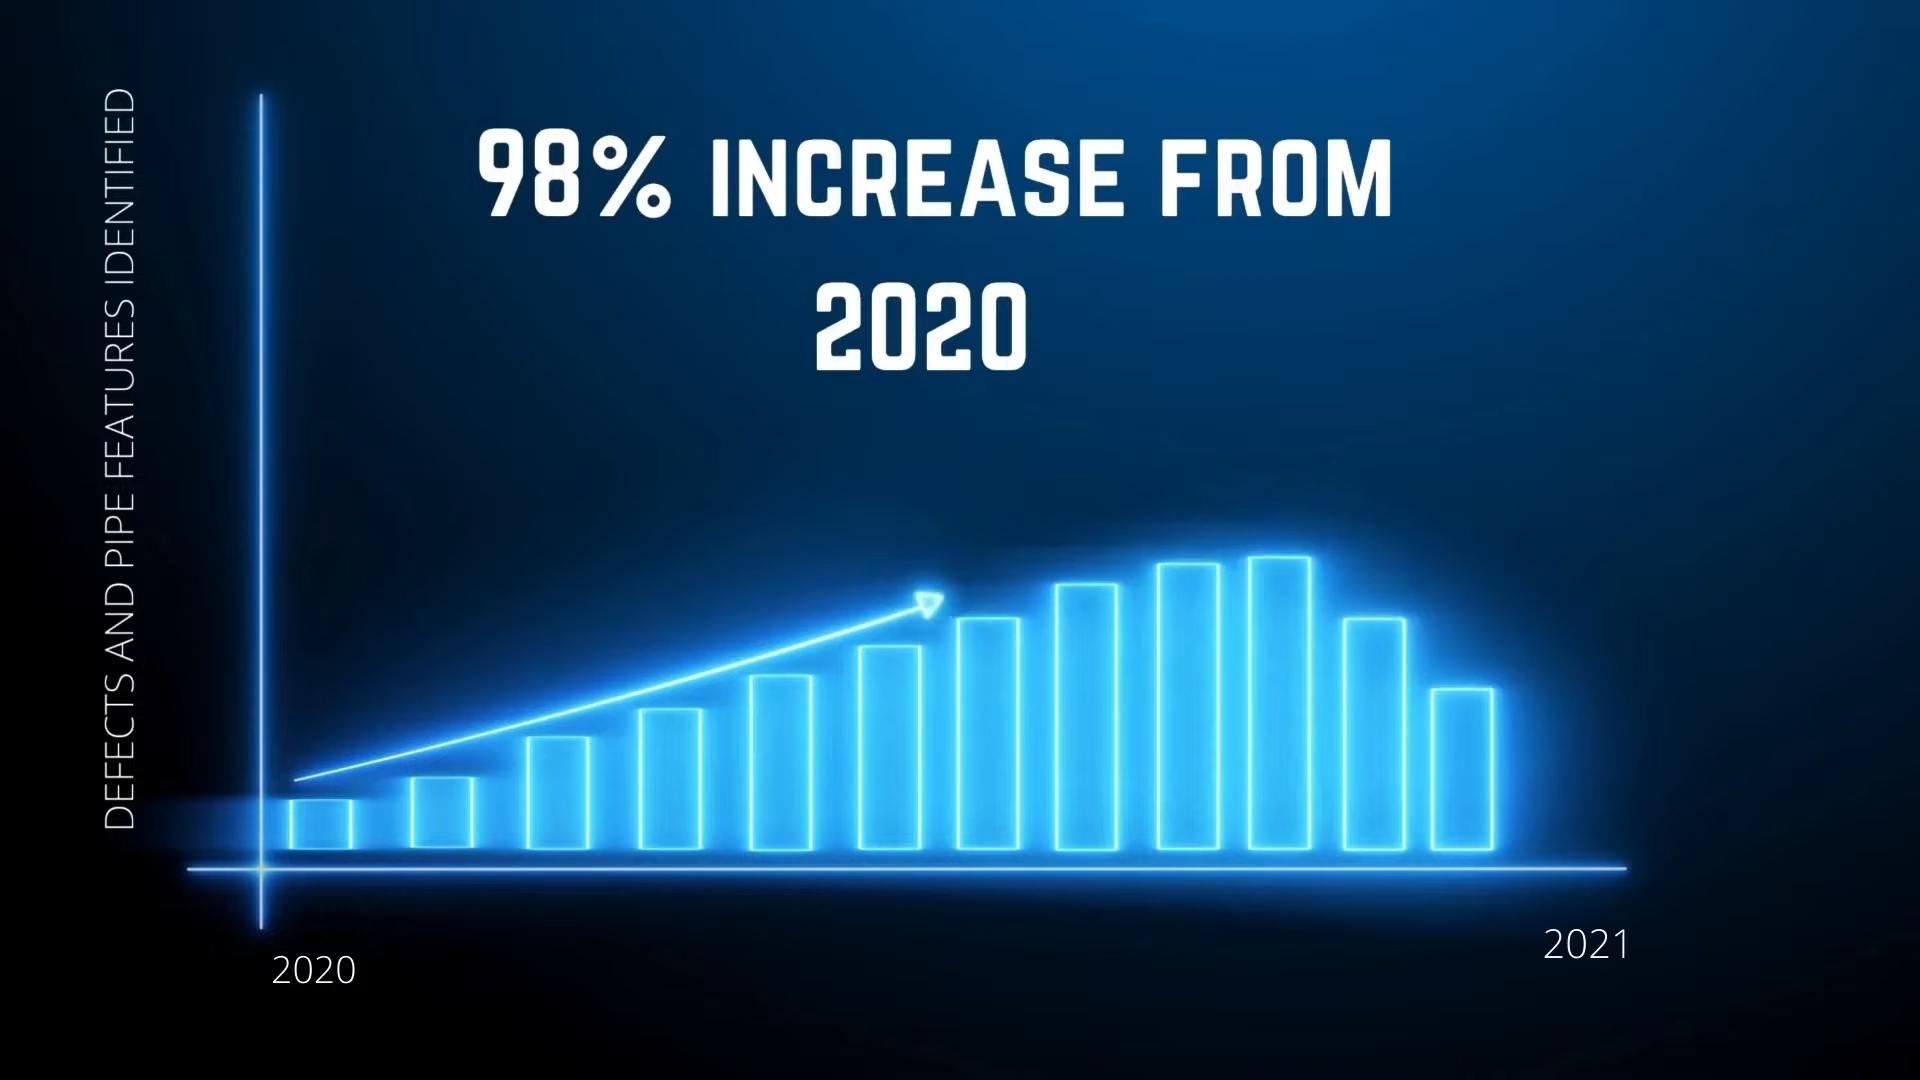 98% INCREASE FROM
2020
DEFECTS AND PIPE FEATURES IDENTIFIED
2020
2021